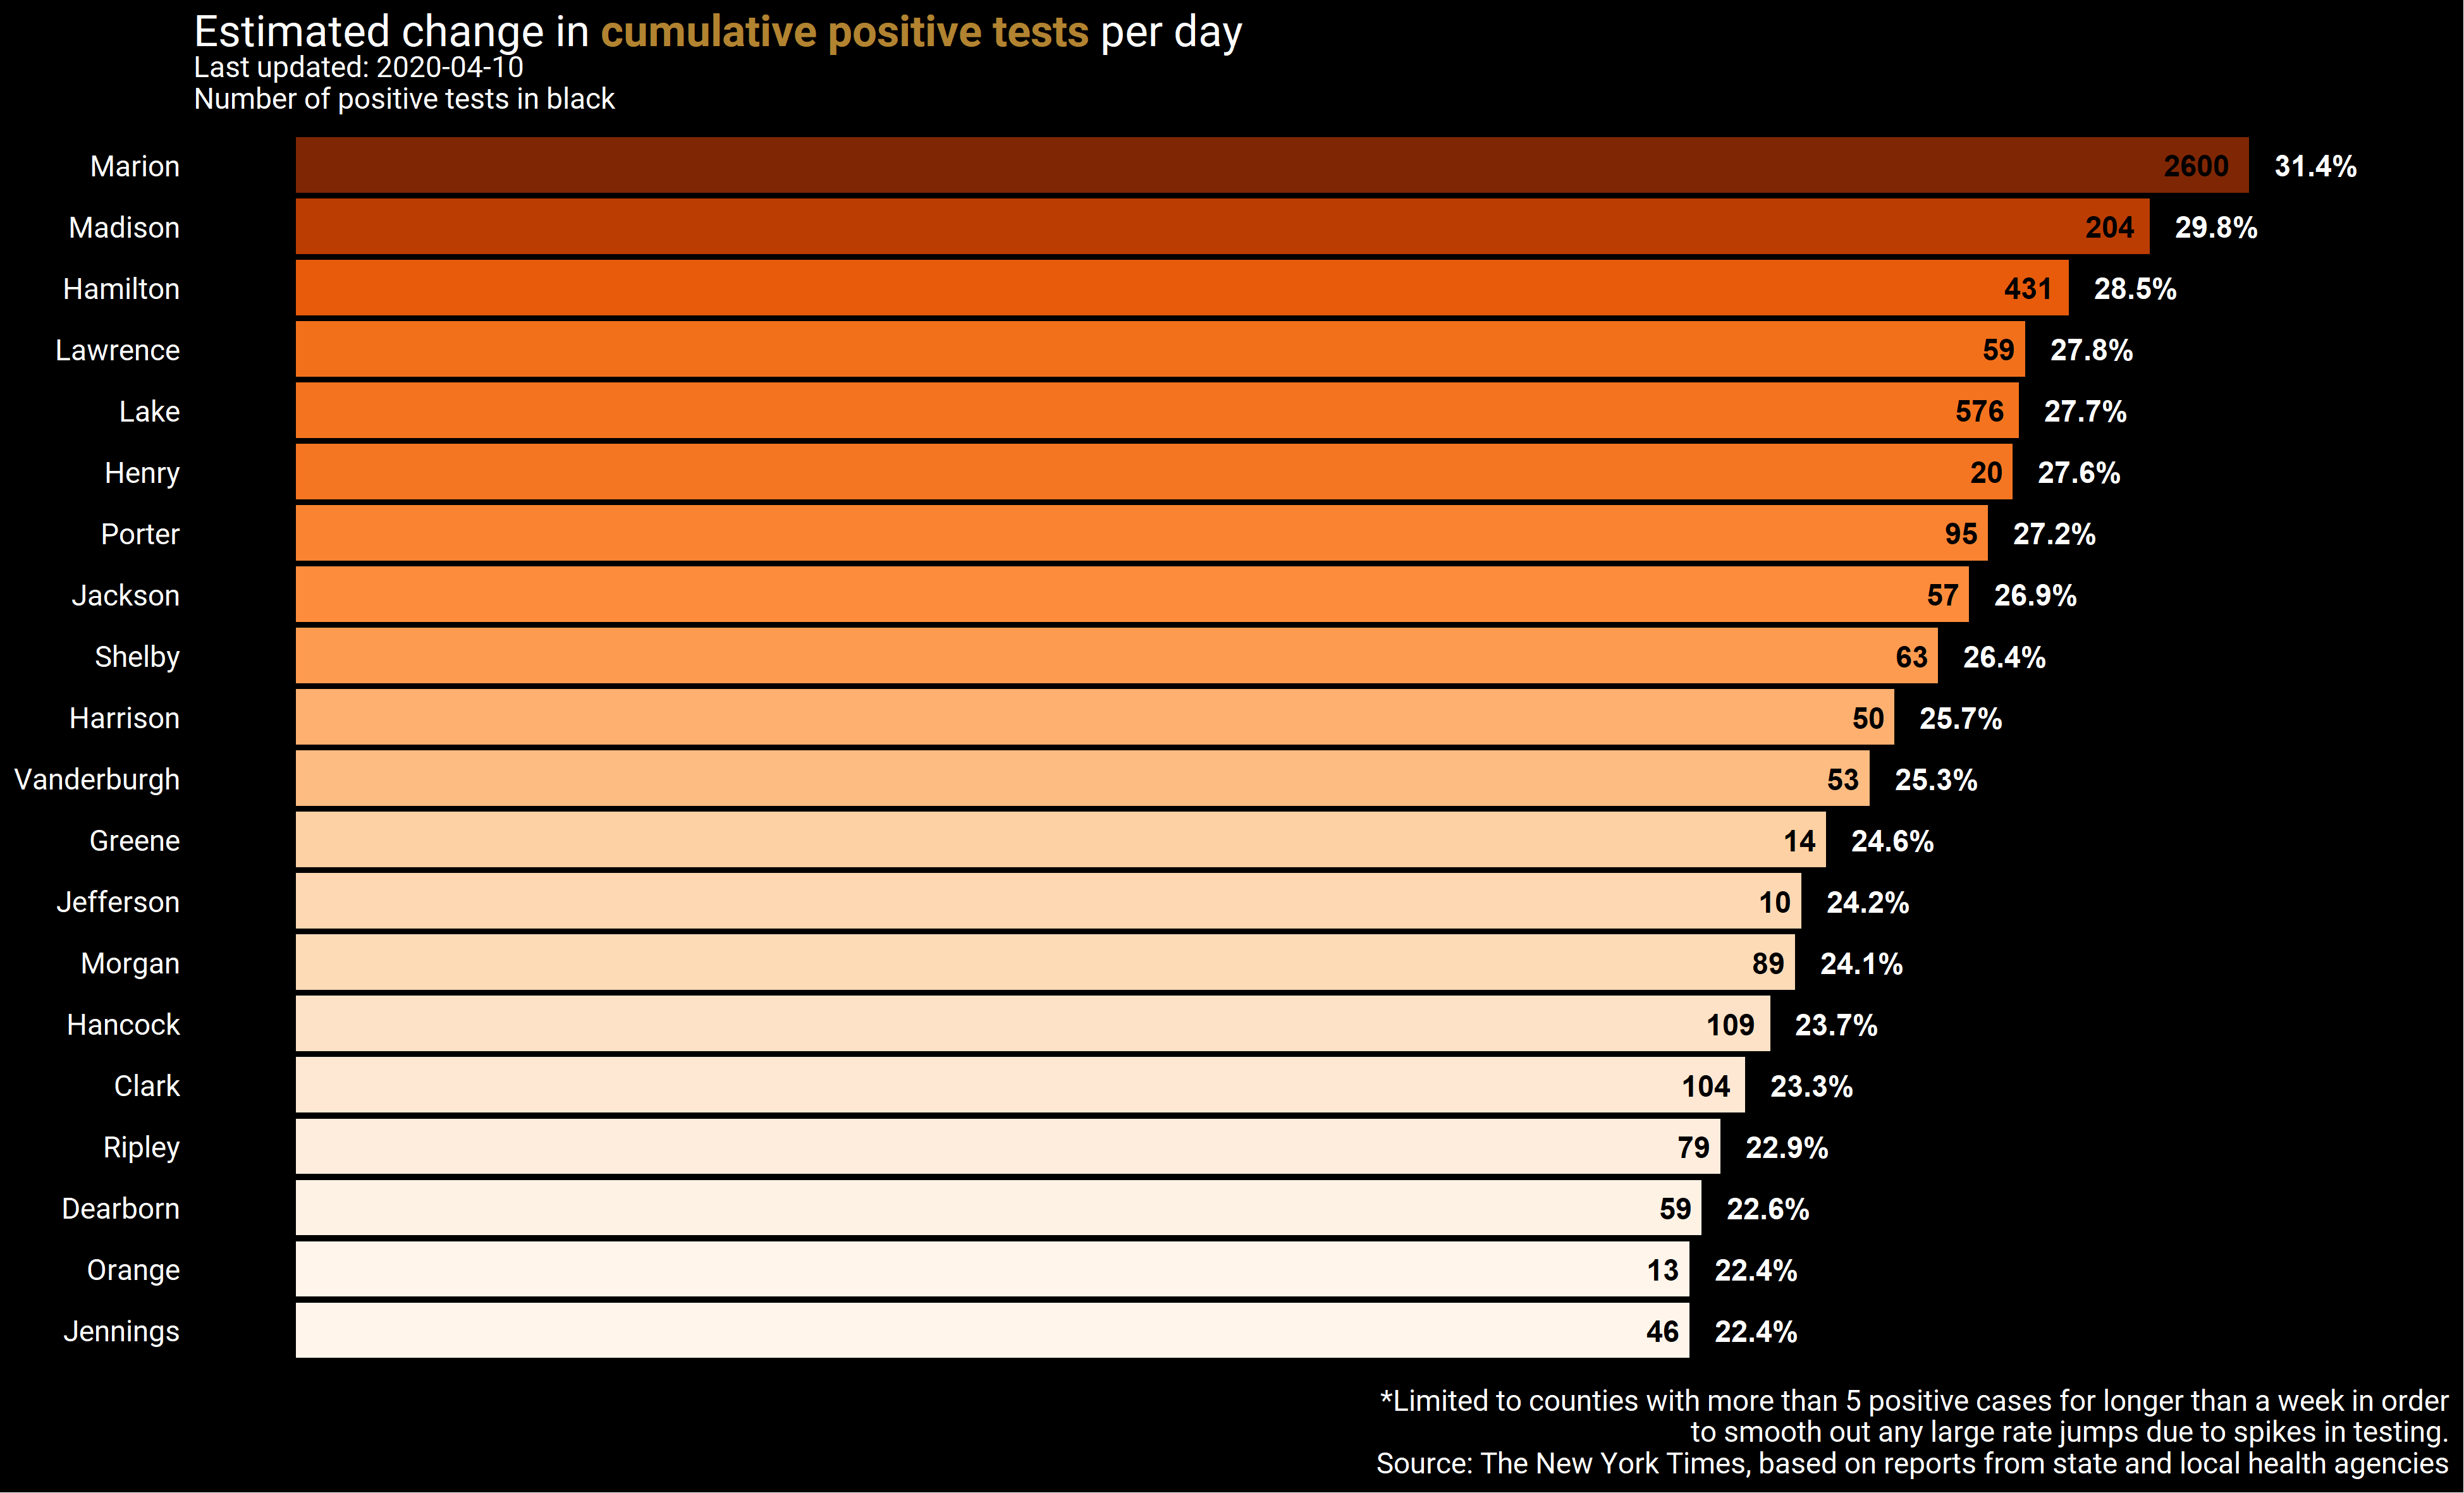 Estimated change in cumulative positive tests per day
Last updated: 2020-04-10
Number of positive tests in black
Marion 2600 31.4%
Madison 204 29.8%
Hamilton 431 28.5%
Lawrence 59 27.8%
Lake 576 27.7%
Henry 20 27.6%
Porter 95 27.2%
Jackson 57 26.9%
Shelby 63 26.4%
Harrison 50 25.7%
Vanderburgh 53 25.3%
Greene 14 24.6%
Jefferson 10 24.2%
Morgan 89 24.1%
Hancock 109 23.7%
Clark 104 23.3%
Ripley 79 22.9%
Dearborn 59 22.6%
Orange 13 22.4%
Jennings 46 22.4%
*Limited to counties with more than 5 positive cases for longer than a week in order
to smooth out any large rate jumps due to spikes in testing.
Source: The New York Times, based on reports from state and local health agencies